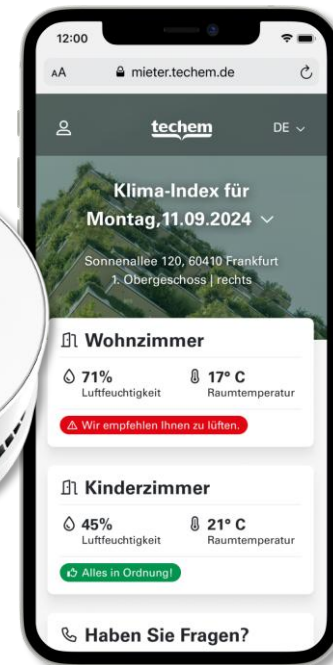 12:00
AA mieter.techem.de
techem DE
Klima-Index für
Montag,11.09.2024
Sonnenallee 120, 60410 Frankfurt
1. Obergeschoss | rechts
Wohnzimmer
71% 17° C
Luftfeuchtigkeit Raumtemperatur
Wir empfehlen Ihnen zu lüften.
Kinderzimmer
45% 21° C
Luftfeuchtigkeit Raumtemperatur
Alles in Ordnung!
Haben Sie Fragen?